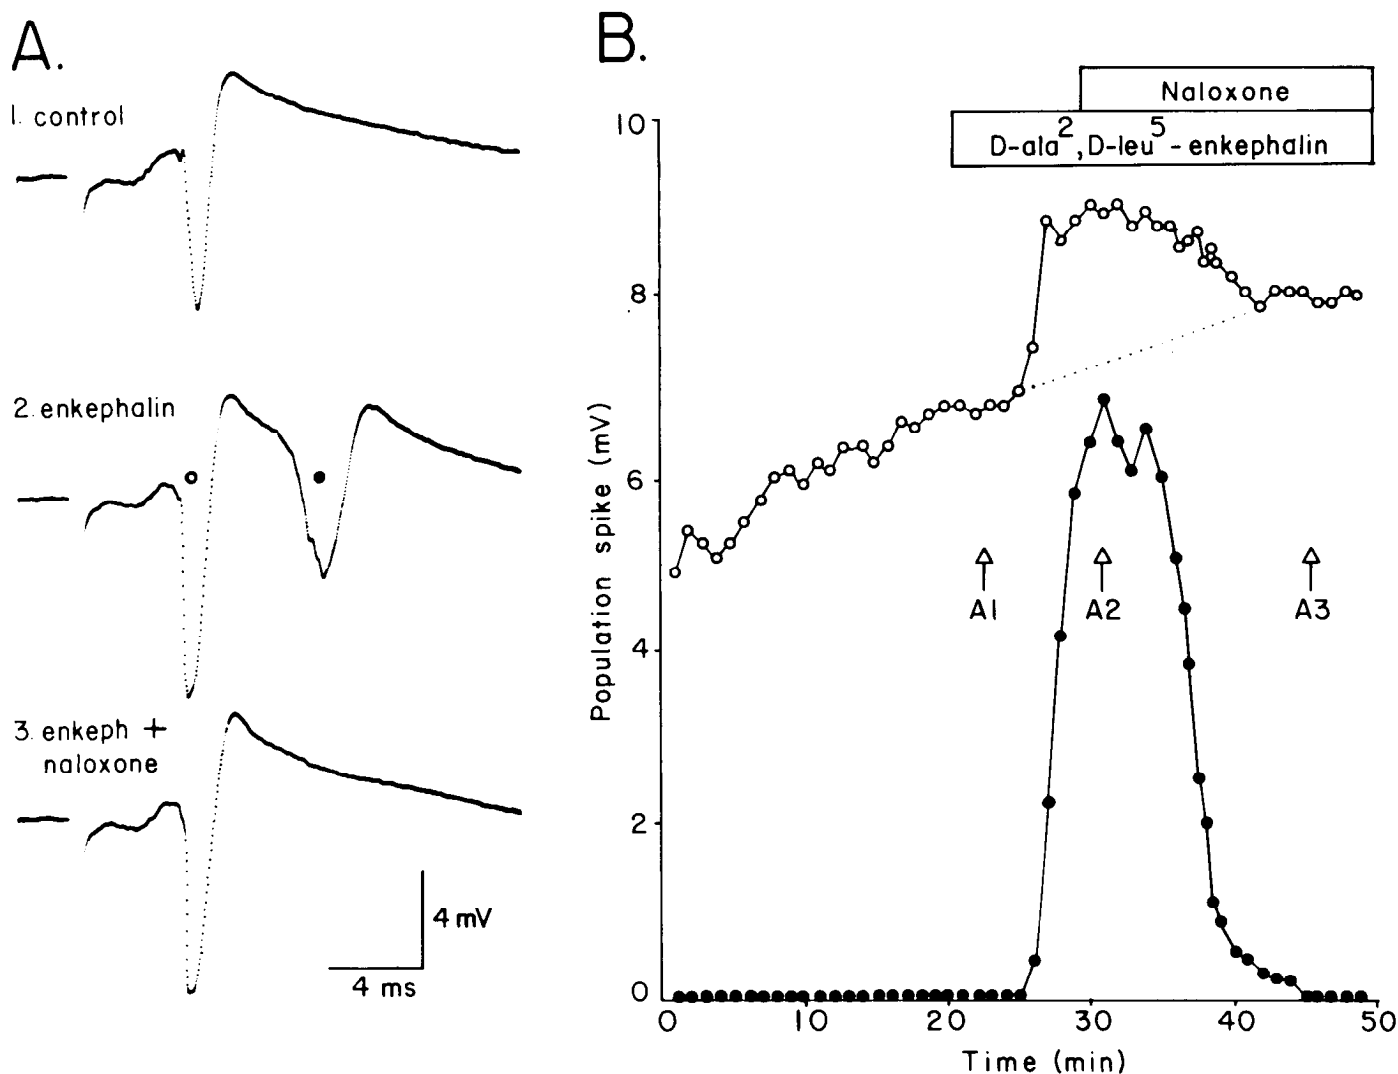 A.
1. control
2. enkephalin
3. enkeph +
naloxone
4 mV
4 ms
B.
Naloxone
D-ala², D-leu⁵-enkephalin
Population spike (mV)
10
8
6
4
2
0
A1
A2
A3
0 10 20 30 40 50
Time (min)